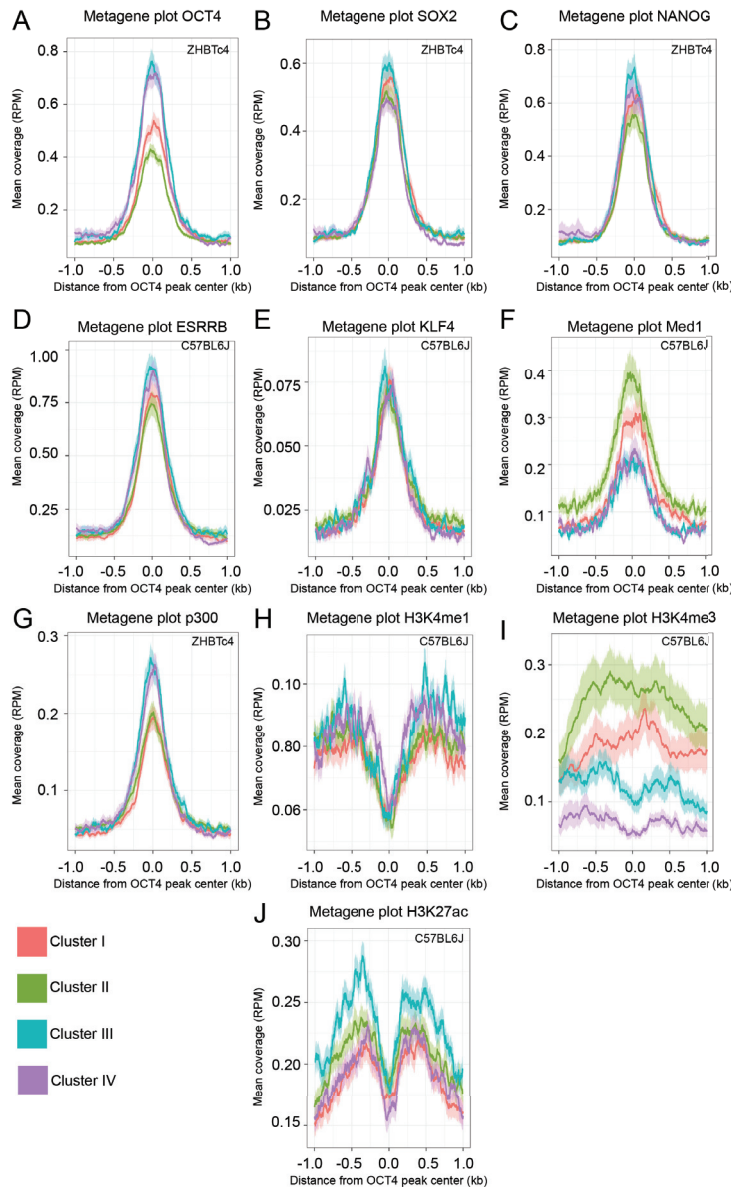 A
Metagene plot OCT4
ZHBTc4
Mean coverage (RPM)
0.8
0.6
0.4
0.2
-1.0 -0.5 0.0 0.5 1.0
Distance from OCT4 peak center (kb)
B
Metagene plot SOX2
ZHBTc4
Mean coverage (RPM)
0.6
0.4
0.2
-1.0 -0.5 0.0 0.5 1.0
Distance from OCT4 peak center (kb)
C
Metagene plot NANOG
ZHBTc4
Mean coverage (RPM)
0.8
0.6
0.4
0.2
-1.0 -0.5 0.0 0.5 1.0
Distance from OCT4 peak center (kb)
D
Metagene plot ESRRB
C57BL6J
Mean coverage (RPM)
1.00
0.75
0.50
0.25
-1.0 -0.5 0.0 0.5 1.0
Distance from OCT4 peak center (kb)
E
Metagene plot KLF4
C57BL6J
Mean coverage (RPM)
0.075
0.050
0.025
-1.0 -0.5 0.0 0.5 1.0
Distance from OCT4 peak center (kb)
F
Metagene plot Med1
C57BL6J
Mean coverage (RPM)
0.4
0.3
0.2
0.1
-1.0 -0.5 0.0 0.5 1.0
Distance from OCT4 peak center (kb)
G
Metagene plot p300
ZHBTc4
Mean coverage (RPM)
0.3
0.2
0.1
-1.0 -0.5 0.0 0.5 1.0
Distance from OCT4 peak center (kb)
H
Metagene plot H3K4me1
C57BL6J
Mean coverage (RPM)
0.10
0.80
0.06
-1.0 -0.5 0.0 0.5 1.0
Distance from OCT4 peak center (kb)
I
Metagene plot H3K4me3
C57BL6J
Mean coverage (RPM)
0.3
0.2
0.1
-1.0 -0.5 0.0 0.5 1.0
Distance from OCT4 peak center (kb)
J
Metagene plot H3K27ac
C57BL6J
Mean coverage (RPM)
0.30
0.25
0.20
0.15
-1.0 -0.5 0.0 0.5 1.0
Distance from OCT4 peak center (kb)
Cluster I
Cluster II
Cluster III
Cluster IV